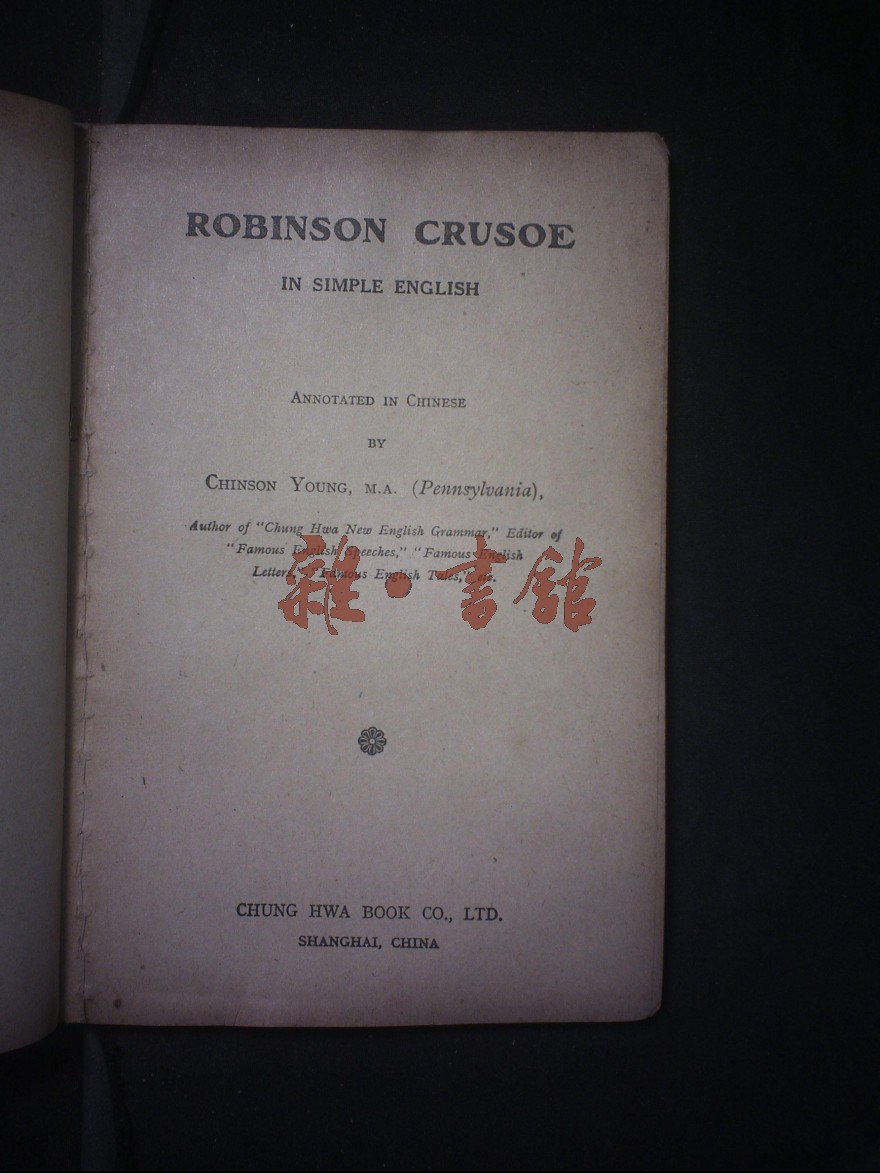 ROBINSON CRUSOE
IN SIMPLE ENGLISH
ANNOTATED IN CHINESE
BY
CHINSON YOUNG, M.A. (Pennsylvania),
Author of "Chung Hwa New English Grammar," Editor of
"Famous English Speeches," "Famous English
Letters," "Famous English Tales," etc.
雜·書館
CHUNG HWA BOOK CO., LTD.
SHANGHAI, CHINA